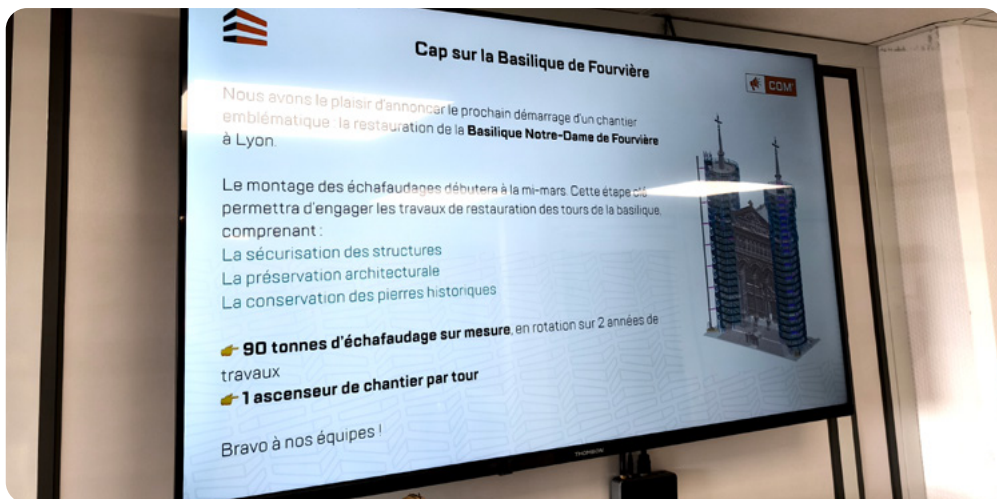 Cap sur la Basilique de Fourvière
COM'
Nous avons le plaisir d'annoncer le prochain démarrage d'un chantier
emblématique : la restauration de la Basilique Notre-Dame de Fourvière
à Lyon.
Le montage des échafaudages débutera à la mi-mars. Cette étape clé
permettra d'engager les travaux de restauration des tours de la basilique,
comprenant :
La sécurisation des structures
La préservation architecturale
La conservation des pierres historiques
👉 90 tonnes d'échafaudage sur mesure, en rotation sur 2 années de
travaux
👉 1 ascenseur de chantier par tour
Bravo à nos équipes !
THOMSON